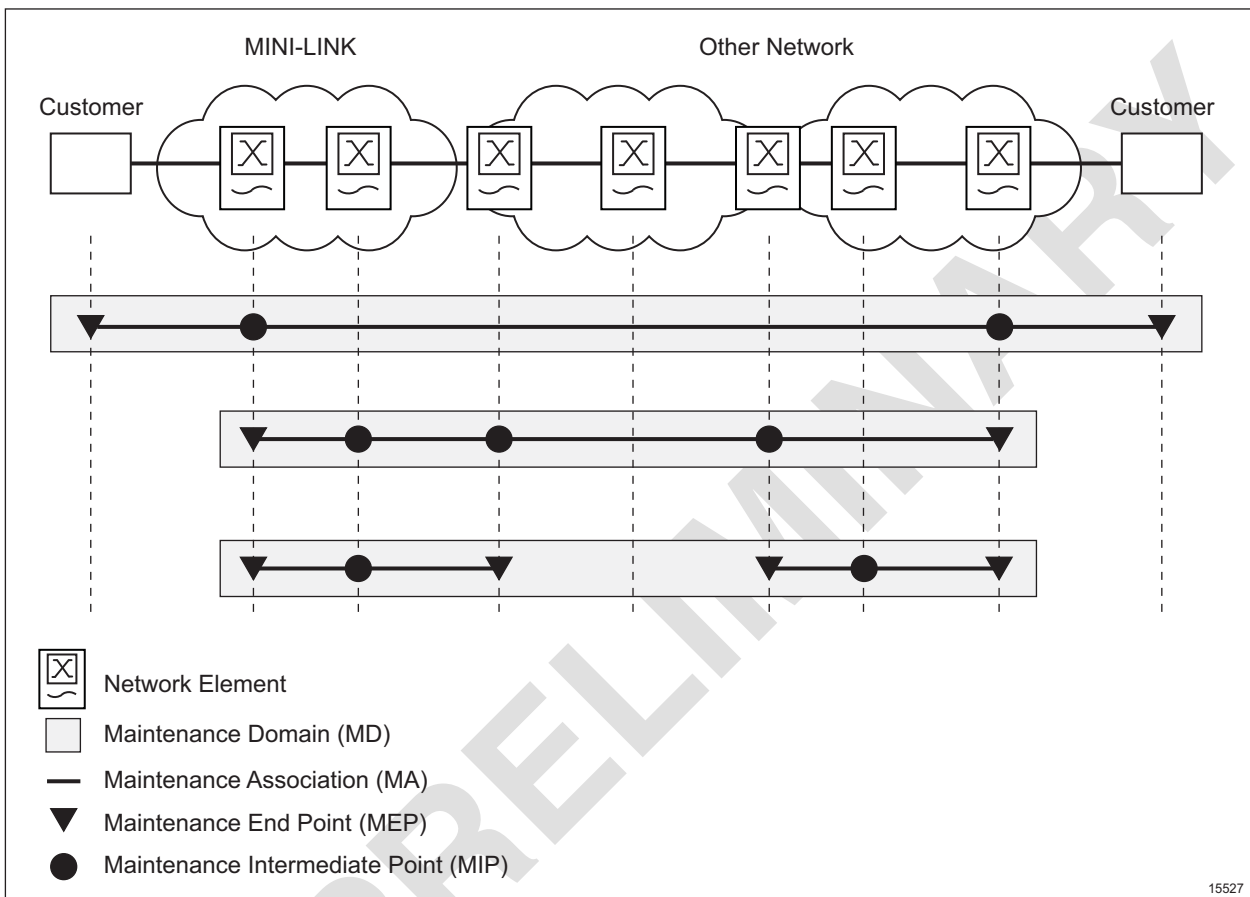 MINI-LINK
Other Network
Customer
Customer
Network Element
Maintenance Domain (MD)
Maintenance Association (MA)
Maintenance End Point (MEP)
Maintenance Intermediate Point (MIP)
15527
PRELIMINARY